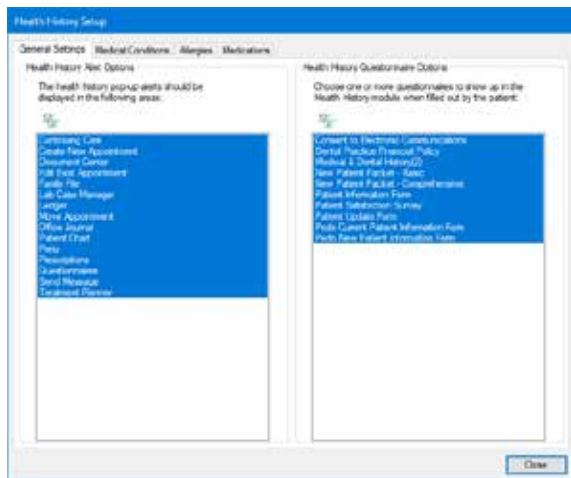 Health History Setup
General Settings Medical Conditions Allergies Medications
Health History Alert Options
The health history pop-up alerts should be
displayed in the following areas:
Continuing Care
Create New Appointment
Document Center
Edit Exist Appointment
Family File
Lab Case Manager
Ledger
Move Appointment
Office Journal
Patient Chart
Perio
Prescriptions
Questionnaires
Send Message
Treatment Planner
Health History Questionnaire Options
Choose one or more questionnaires to show up in the
Health History module when filled out by the patient:
Consent to Electronic Communications
Dental Practice Financial Policy
Medical & Dental History(2)
New Patient Packet - Basic
New Patient Packet - Comprehensive
Patient Information Form
Patient Satisfaction Survey
Patient Update Form
Pedo Current Patient Information Form
Pedo New Patient Information Form
Close